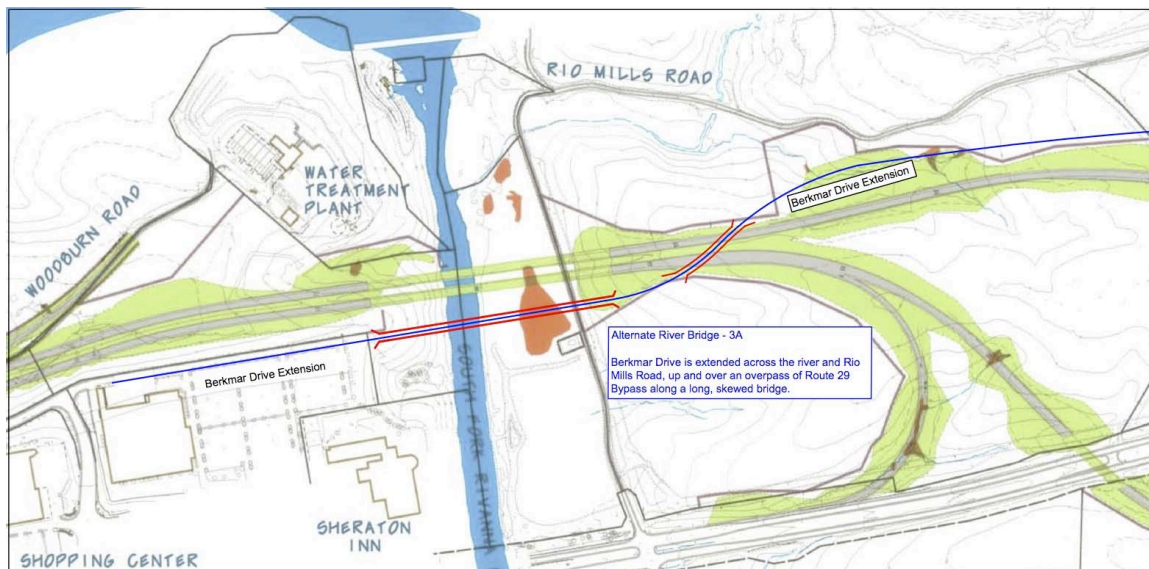 RIO MILLS ROAD
WATER
TREATMENT
PLANT
WOODBURN ROAD
Berkmar Drive Extension
SOUTH FORK RIVANNA
Alternate River Bridge - 3A
Berkmar Drive is extended across the river and Rio
Mills Road, up and over an overpass of Route 29
Bypass along a long, skewed bridge.
Berkmar Drive Extension
SHERATON
INN
SHOPPING CENTER